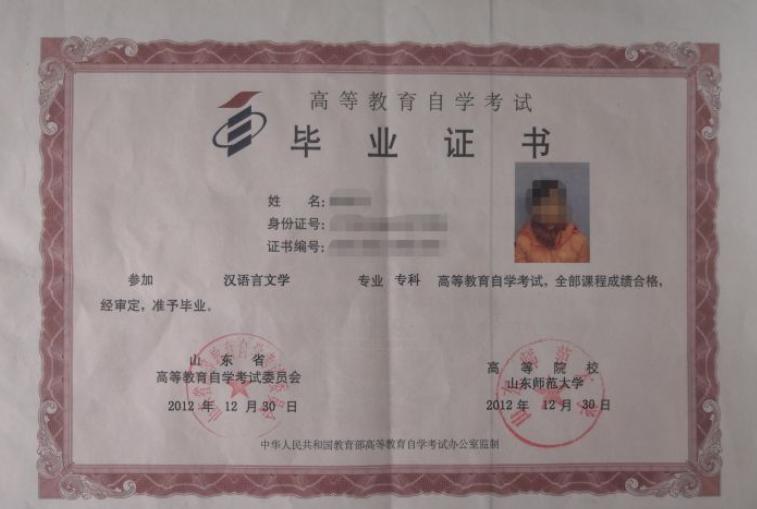 高等教育自学考试
毕业证书
姓 名:
身份证号:
证书编号:
参加 汉语言文学 专业 专科 高等教育自学考试，全部课程成绩合格，
经审定，准予毕业。
山东省
高等教育自学考试委员会
2012 年 12 月 30 日
高等院校
山东师范大学
2012 年 12 月 30 日
中华人民共和国教育部高等教育自学考试办公室监制